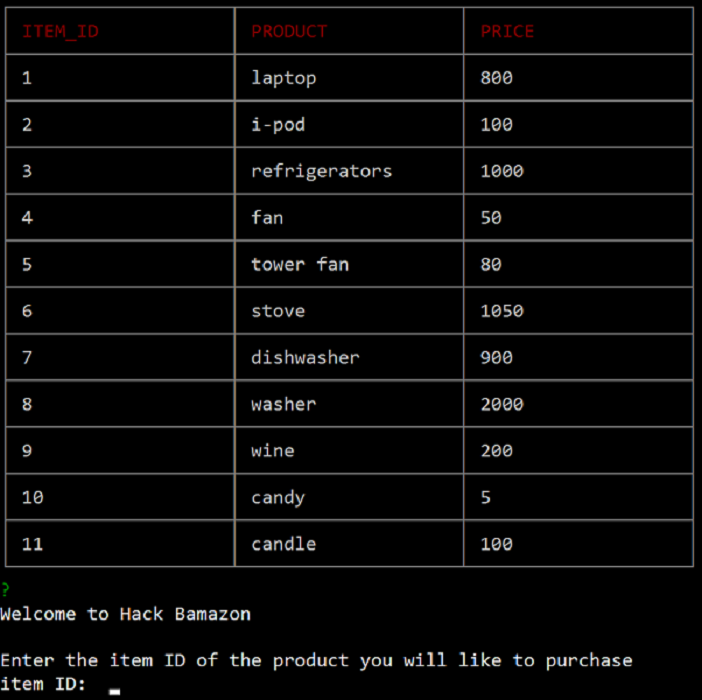 ITEM_ID PRODUCT PRICE
1 laptop 800
2 i-pod 100
3 refrigerators 1000
4 fan 50
5 tower fan 80
6 stove 1050
7 dishwasher 900
8 washer 2000
9 wine 200
10 candy 5
11 candle 100
?
Welcome to Hack Bamazon
Enter the item ID of the product you will like to purchase
item ID: